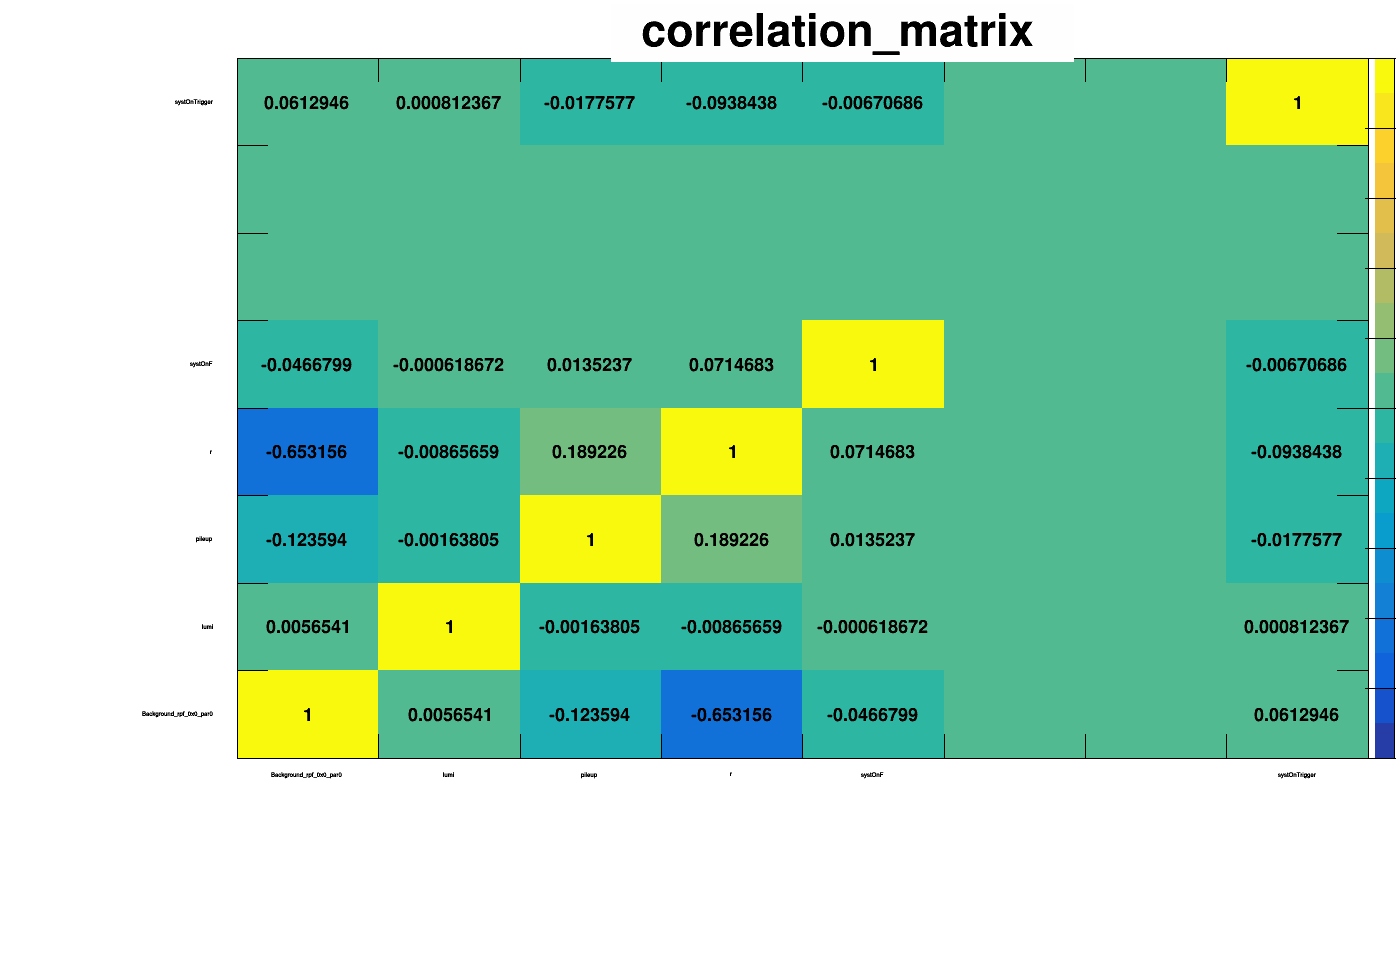 correlation_matrix
systOnTrigger 0.0612946 0.000812367 -0.0177577 -0.0938438 -0.00670686 1
systOnF -0.0466799 -0.000618672 0.0135237 0.0714683 1 -0.00670686
r -0.653156 -0.00865659 0.189226 1 0.0714683 -0.0938438
pileup -0.123594 -0.00163805 1 0.189226 0.0135237 -0.0177577
lumi 0.0056541 1 -0.00163805 -0.00865659 -0.000618672 0.000812367
Background_rpf_0x0_par0 1 0.0056541 -0.123594 -0.653156 -0.0466799 0.0612946
Background_rpf_0x0_par0 lumi pileup r systOnF systOnTrigger